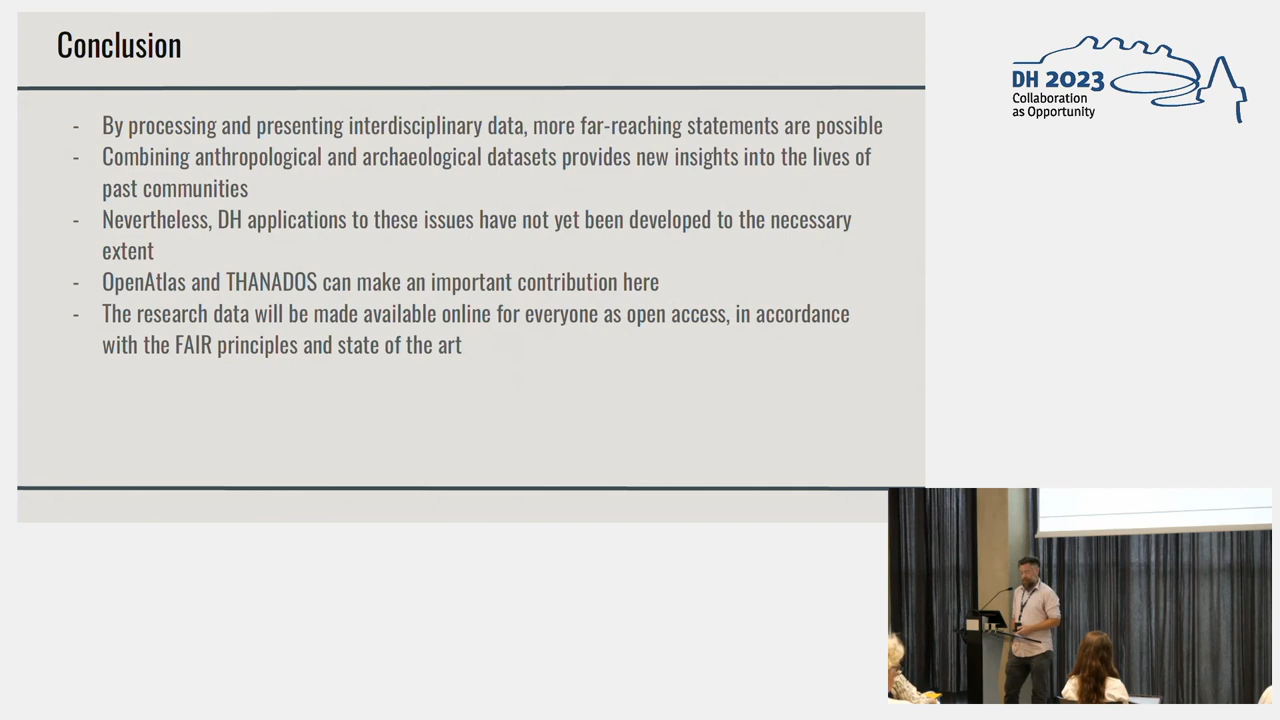 Conclusion
- By processing and presenting interdisciplinary data, more far-reaching statements are possible
- Combining anthropological and archaeological datasets provides new insights into the lives of
past communities
- Nevertheless, DH applications to these issues have not yet been developed to the necessary
extent
- OpenAtlas and THANADOS can make an important contribution here
- The research data will be made available online for everyone as open access, in accordance
with the FAIR principles and state of the art
DH 2023
Collaboration
as Opportunity